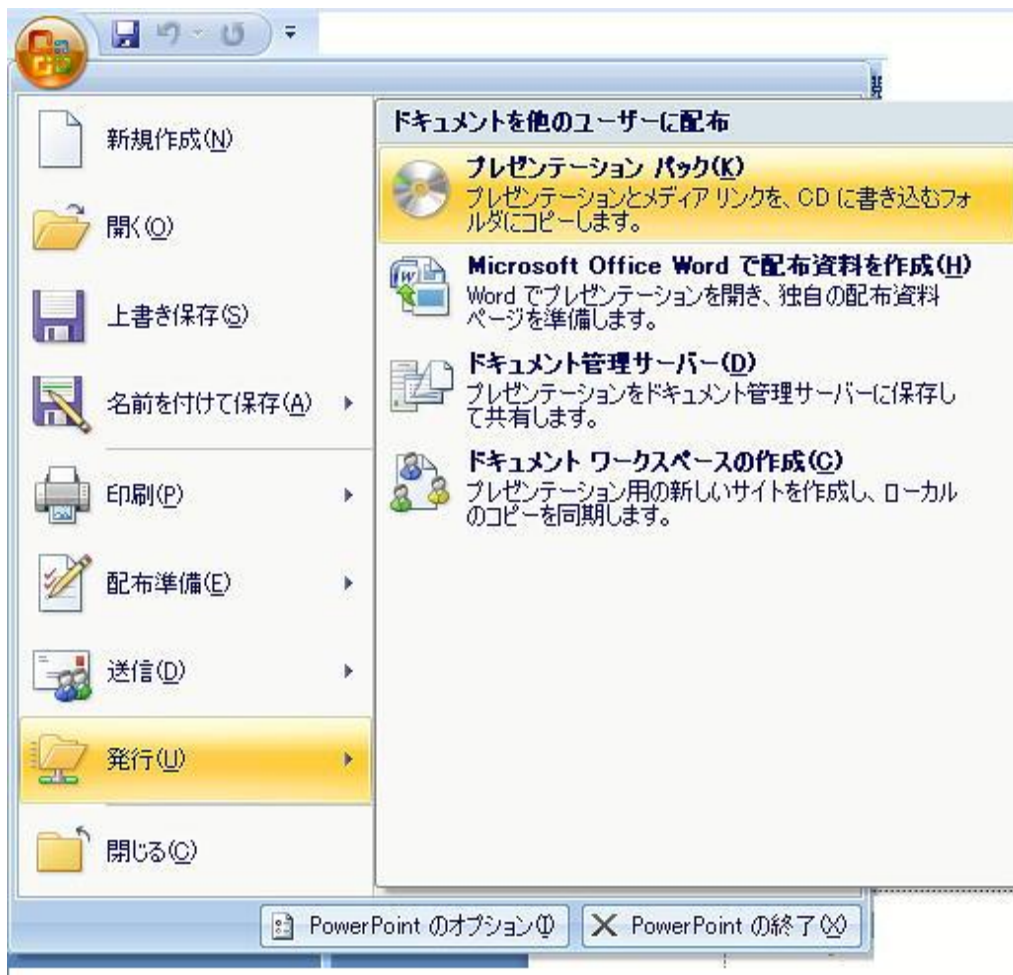 新規作成(N)
開く(O)
上書き保存(S)
名前を付けて保存(A)
印刷(P)
配布準備(E)
送信(D)
発行(U)
閉じる(C)
ドキュメントを他のユーザーに配布
プレゼンテーション パック(K)
プレゼンテーションとメディア リンクを、CD に書き込むフォ
ルダにコピーします。
Microsoft Office Word で配布資料を作成(H)
Word でプレゼンテーションを開き、独自の配布資料
ページを準備します。
ドキュメント管理サーバー(D)
プレゼンテーションをドキュメント管理サーバーに保存し
て共有します。
ドキュメント ワークスペースの作成(C)
プレゼンテーション用の新しいサイトを作成し、ローカル
のコピーを同期します。
PowerPoint のオプション(I)
PowerPoint の終了(X)